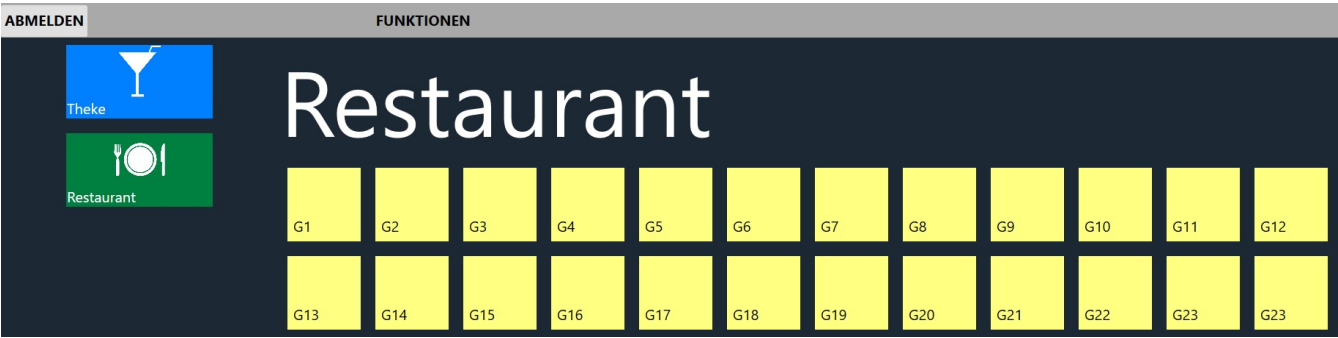 ABMELDEN FUNKTIONEN
Theke
Restaurant
Restaurant
G1 G2 G3 G4 G5 G6 G7 G8 G9 G10 G11 G12
G13 G14 G15 G16 G17 G18 G19 G20 G21 G22 G23 G23